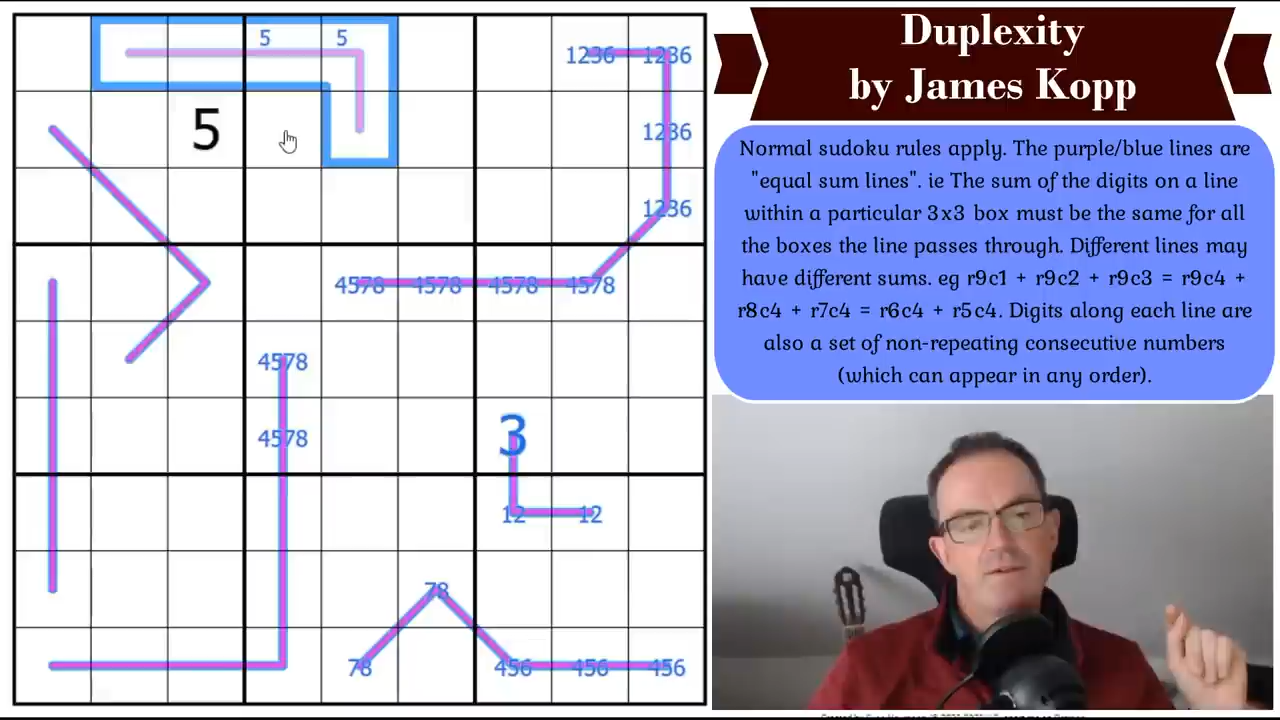 Duplexity
by James Kopp
Normal sudoku rules apply. The purple/blue lines are
"equal sum lines". ie The sum of the digits on a line
within a particular 3x3 box must be the same for all
the boxes the line passes through. Different lines may
have different sums. eg r9c1 + r9c2 + r9c3 = r9c4 +
r8c4 + r7c4 = r6c4 + r5c4. Digits along each line are
also a set of non-repeating consecutive numbers
(which can appear in any order).
5 5
1236 1236
5
1236
1236
4578 4578 4578 4578
4578
4578
3
12 12
78
78 456 456 456